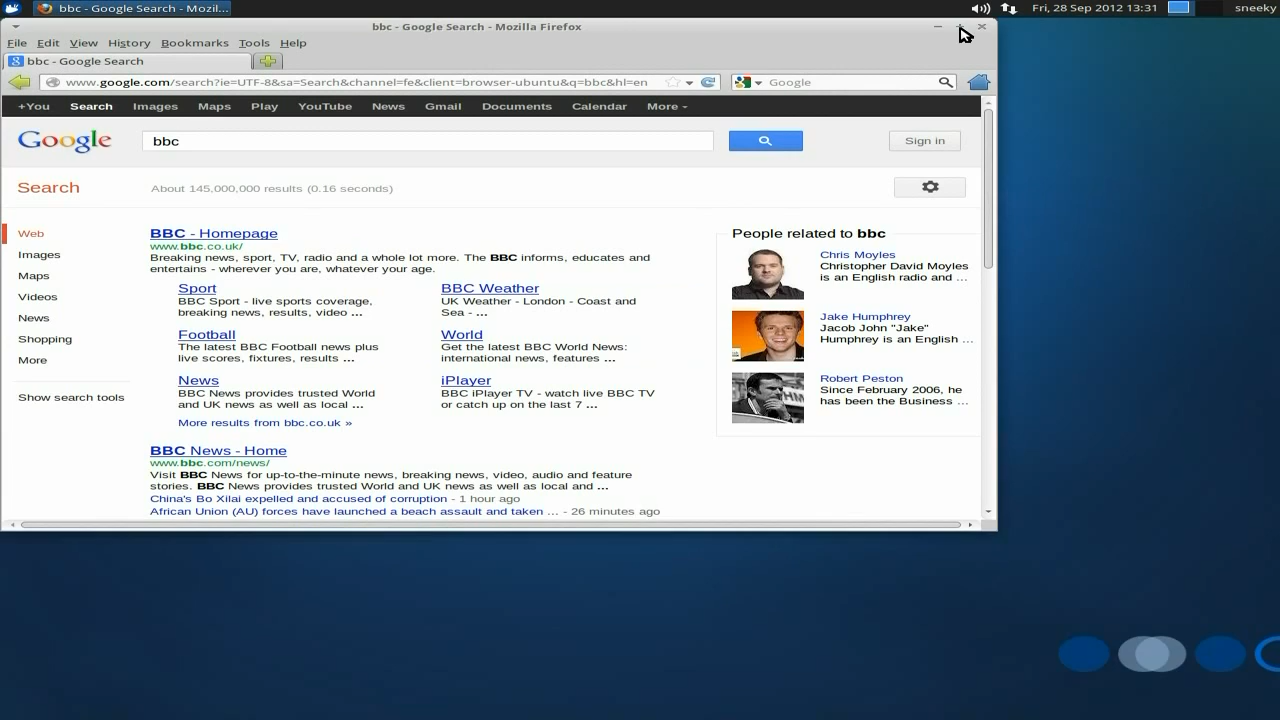 bbc - Google Search - Mozil... Fri, 28 Sep 2012 13:31 sneeky
bbc - Google Search - Mozilla Firefox
File Edit View History Bookmarks Tools Help
bbc - Google Search
www.google.com/search?ie=UTF-8&sa=Search&channel=fe&client=browser-ubuntu&q=bbc&hl=en Google
+You Search Images Maps Play YouTube News Gmail Documents Calendar More
Google bbc Sign in
Search About 145,000,000 results (0.16 seconds)
Web
Images
Maps
Videos
News
Shopping
More
Show search tools
BBC - Homepage
www.bbc.co.uk/
Breaking news, sport, TV, radio and a whole lot more. The BBC informs, educates and
entertains - wherever you are, whatever your age.
Sport
BBC Sport - live sports coverage,
breaking news, results, video ...
BBC Weather
UK Weather - London - Coast and
Sea - ...
Football
The latest BBC Football news plus
live scores, fixtures, results ...
World
Get the latest BBC World News:
international news, features ...
News
BBC News provides trusted World
and UK news as well as local ...
iPlayer
BBC iPlayer TV - watch live BBC TV
or catch up on the last 7 ...
More results from bbc.co.uk »
BBC News - Home
www.bbc.com/news/
Visit BBC News for up-to-the-minute news, breaking news, video, audio and feature
stories. BBC News provides trusted World and UK news as well as local and ...
China's Bo Xilai expelled and accused of corruption - 1 hour ago
African Union (AU) forces have launched a beach assault and taken ... - 26 minutes ago
People related to bbc
Chris Moyles
Christopher David Moyles
is an English radio and ...
Jake Humphrey
Jacob John "Jake"
Humphrey is an English ...
Robert Peston
Since February 2006, he
has been the Business ...